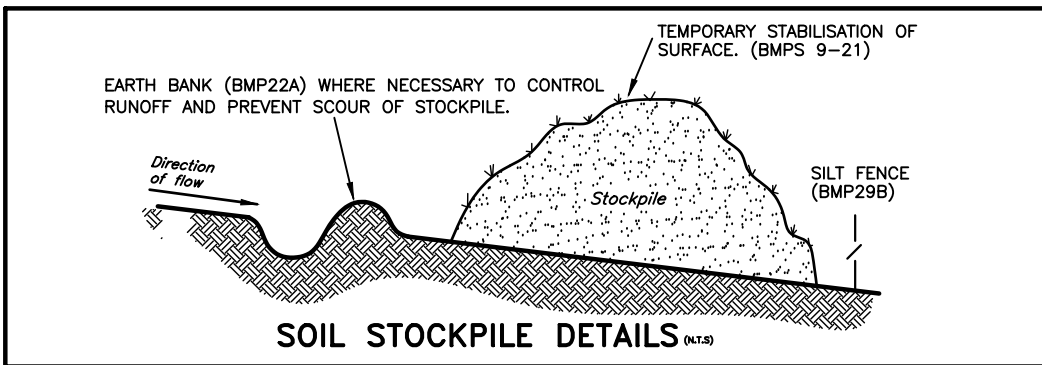 TEMPORARY STABILISATION OF
SURFACE. (BMPS 9-21)
EARTH BANK (BMP22A) WHERE NECESSARY TO CONTROL
RUNOFF AND PREVENT SCOUR OF STOCKPILE.
Direction
of flow
SILT FENCE
(BMP29B)
Stockpile
SOIL STOCKPILE DETAILS (N.T.S)